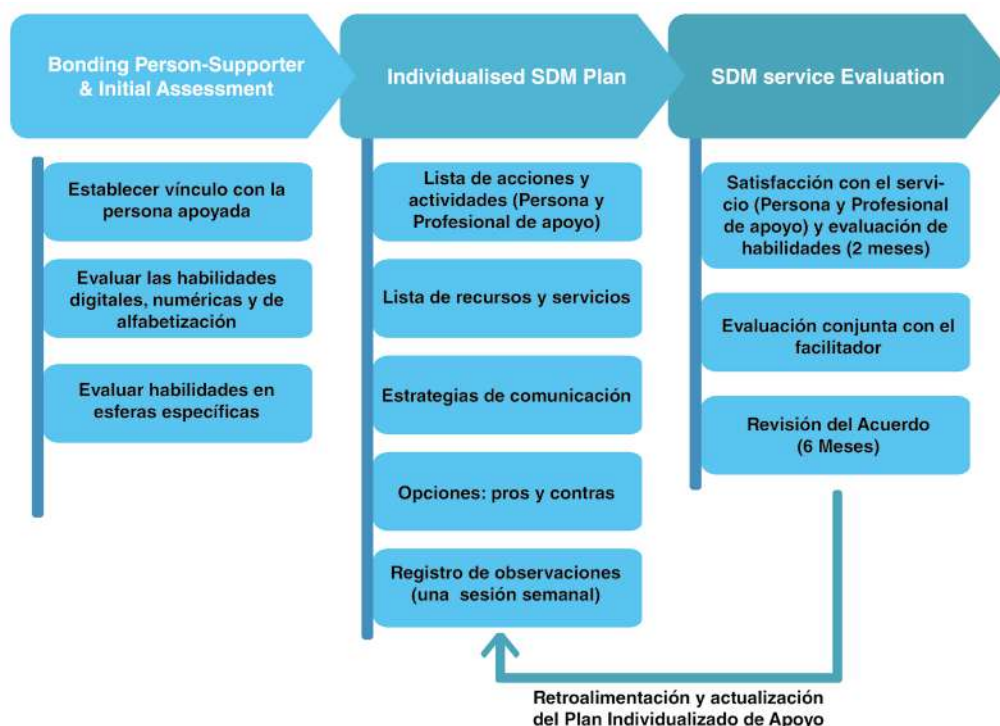 Bonding Person-Supporter
& Initial Assessment
Establecer vínculo con la
persona apoyada
Evaluar las habilidades
digitales, numéricas y de
alfabetización
Evaluar habilidades en
esferas específicas
Individualised SDM Plan
Lista de acciones y
actividades (Persona y
Profesional de apoyo)
Lista de recursos y servicios
Estrategias de comunicación
Opciones: pros y contras
Registro de observaciones
(una sesión semanal)
SDM service Evaluation
Satisfacción con el servi-
cio (Persona y Profesional
de apoyo) y evaluación de
habilidades (2 meses)
Evaluación conjunta con el
facilitador
Revisión del Acuerdo
(6 Meses)
Retroalimentación y actualización
del Plan Individualizado de Apoyo